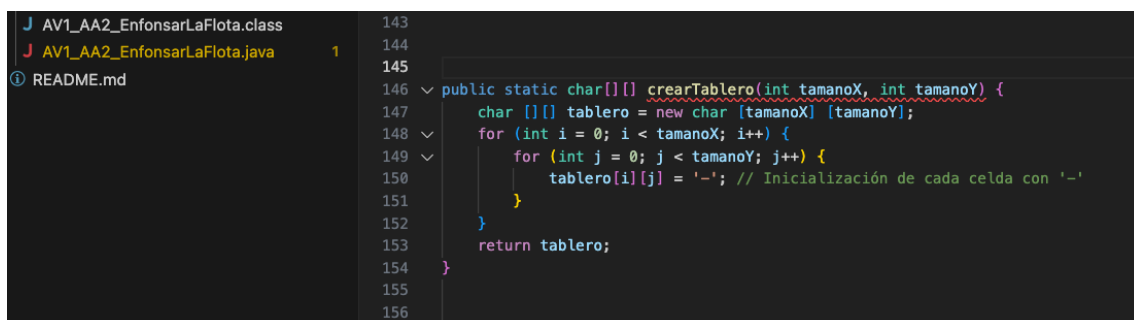 J AV1_AA2_EnfonsarLaFlota.class
J AV1_AA2_EnfonsarLaFlota.java 1
README.md
143
144
145
146 public static char[][] crearTablero(int tamanoX, int tamanoY) {
147 char [][] tablero = new char [tamanoX] [tamanoY];
148 for (int i = 0; i < tamanoX; i++) {
149 for (int j = 0; j < tamanoY; j++) {
150 tablero[i][j] = '-'; // Inicialización de cada celda con '-'
151 }
152 }
153 return tablero;
154 }
155
156